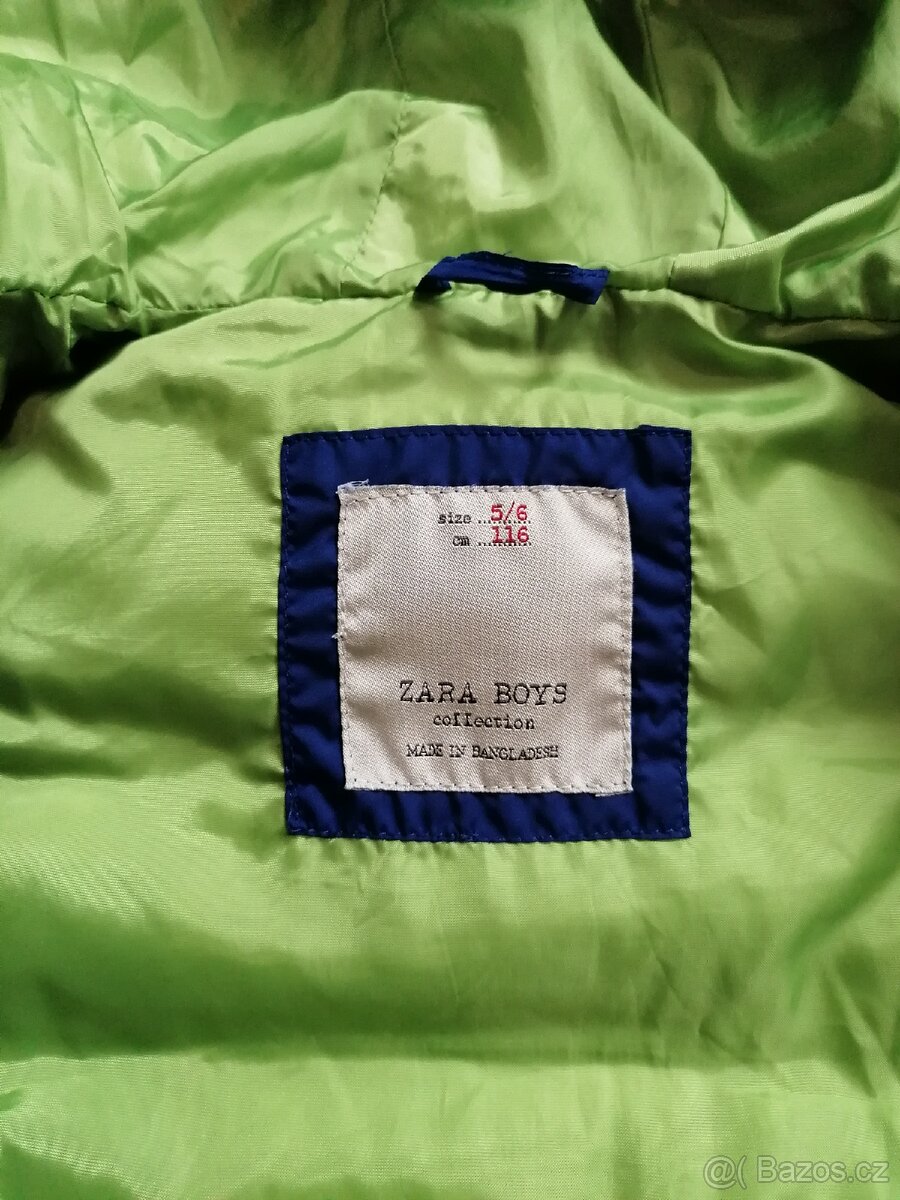 size 5/6
cm 116
ZARA BOYS
collection
MADE IN BANGLADESH
@( Bazos.cz